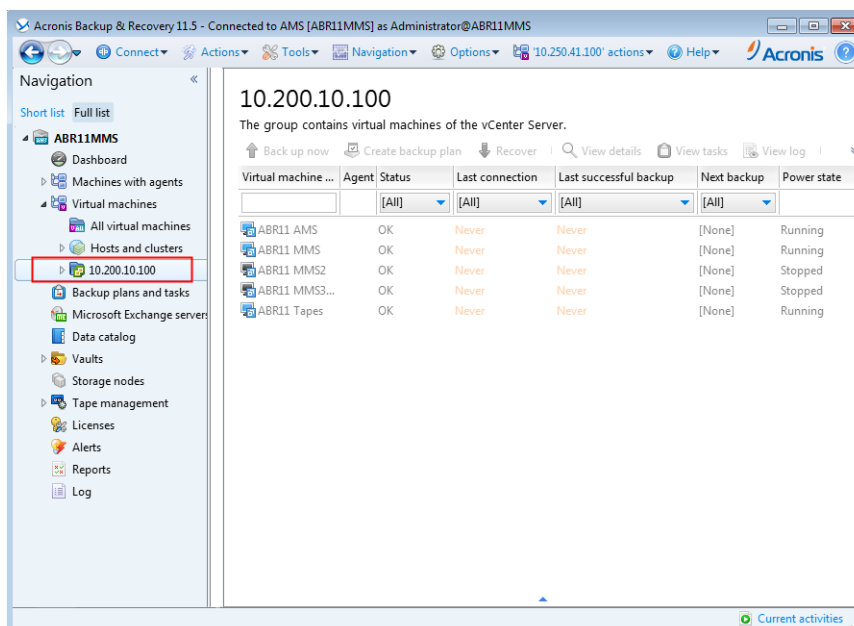 Acronis Backup & Recovery 11.5 - Connected to AMS [ABR11MMS] as Administrator@ABR11MMS
Connect Actions Tools Navigation Options '10.250.41.100' actions Help Acronis
Navigation
Short list Full list
ABR11MMS
Dashboard
Machines with agents
Virtual machines
All virtual machines
Hosts and clusters
10.200.10.100
Backup plans and tasks
Microsoft Exchange servers
Data catalog
Vaults
Storage nodes
Tape management
Licenses
Alerts
Reports
Log
10.200.10.100
The group contains virtual machines of the vCenter Server.
Back up now Create backup plan Recover View details View tasks View log
Virtual machine ... Agent Status Last connection Last successful backup Next backup Power state
[All] [All] [All] [All]
ABR11 AMS OK Never Never [None] Running
ABR11 MMS OK Never Never [None] Running
ABR11 MMS2 OK Never Never [None] Stopped
ABR11 MMS3... OK Never Never [None] Stopped
ABR11 Tapes OK Never Never [None] Running
Current activities